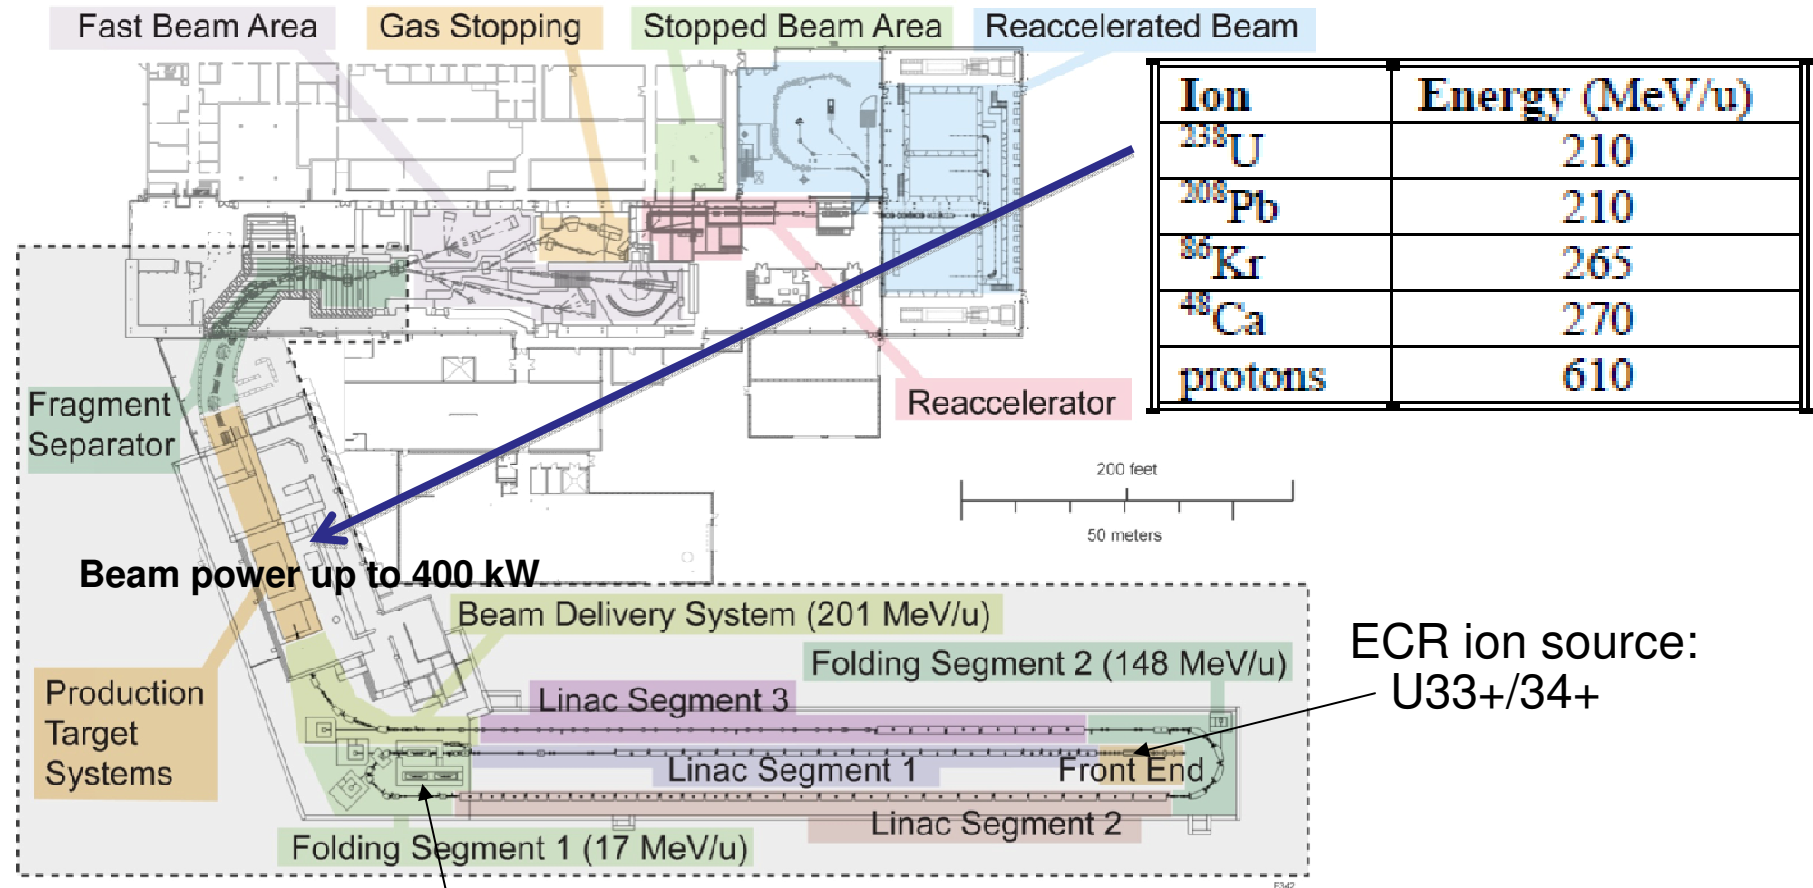 Fast Beam Area
Gas Stopping
Stopped Beam Area
Reaccelerated Beam
Ion Energy (MeV/u)
238U 210
208Pb 210
86Kr 265
48Ca 270
protons 610
Reaccelerator
Fragment
Separator
200 feet
50 meters
Beam power up to 400 kW
Beam Delivery System (201 MeV/u)
Folding Segment 2 (148 MeV/u)
ECR ion source:
U33+/34+
Production
Target
Systems
Linac Segment 3
Linac Segment 1
Front End
Linac Segment 2
Folding Segment 1 (17 MeV/u)